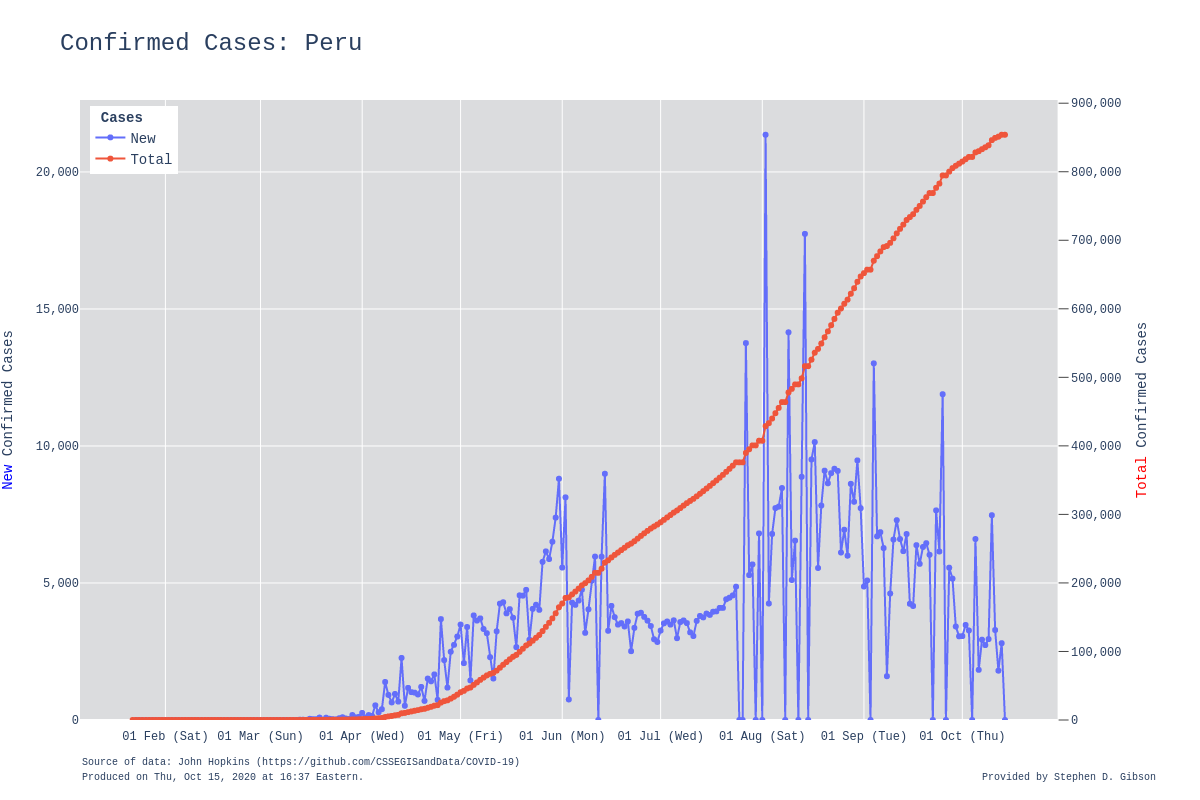 Confirmed Cases: Peru
Cases
New
Total
900,000
20,000
800,000
700,000
15,000
600,000
New Confirmed Cases
Total Confirmed Cases
500,000
10,000
400,000
300,000
5,000
200,000
100,000
0
0
01 Feb (Sat) 01 Mar (Sun) 01 Apr (Wed) 01 May (Fri) 01 Jun (Mon) 01 Jul (Wed) 01 Aug (Sat) 01 Sep (Tue) 01 Oct (Thu)
Source of data: John Hopkins (https://github.com/CSSEGISandData/COVID-19)
Produced on Thu, Oct 15, 2020 at 16:37 Eastern.
Provided by Stephen D. Gibson